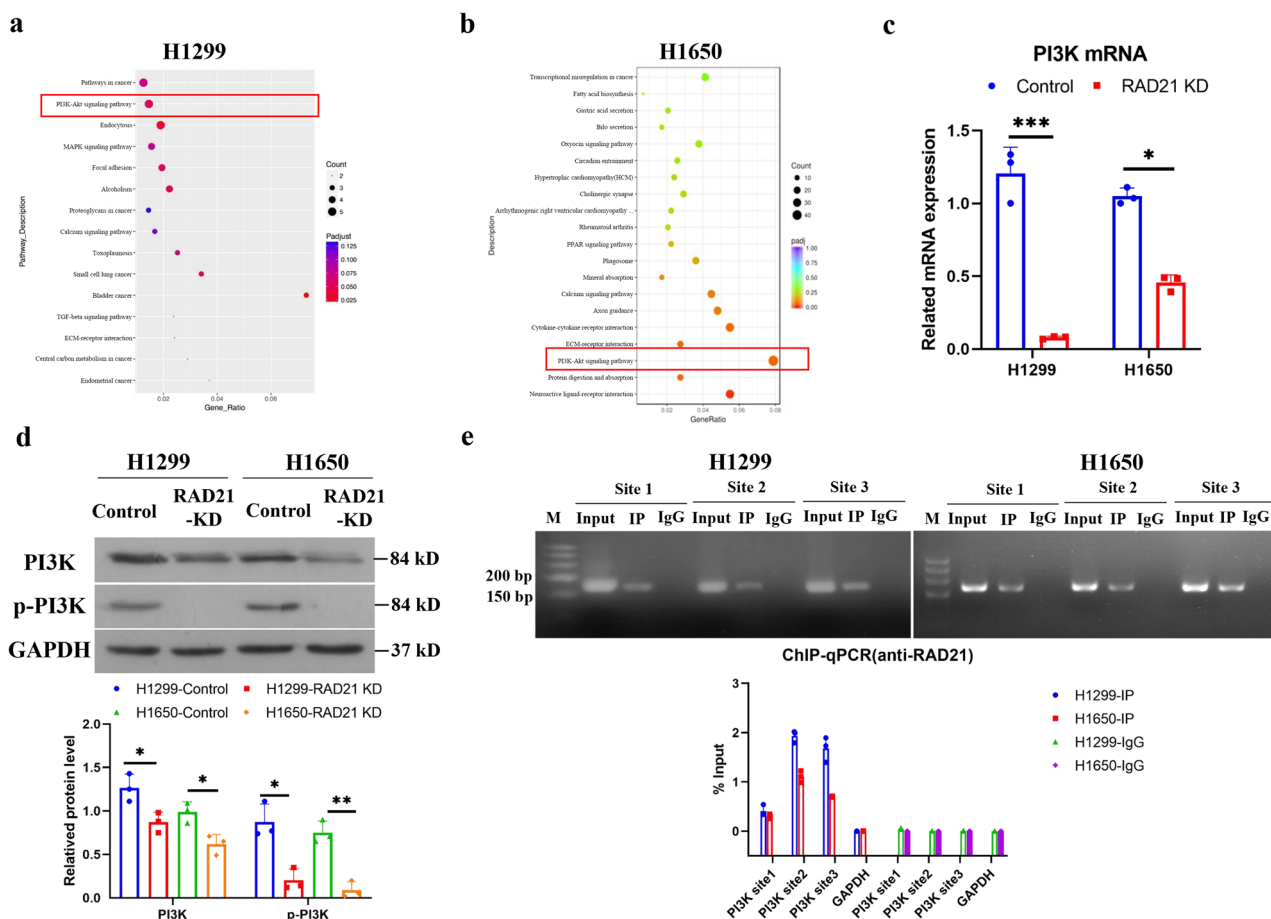 a
H1299
Pathways in cancer
PI3K-Akt signaling pathway
Endocytosis
MAPK signaling pathway
Focal adhesion
Alcoholism
Proteoglycans in cancer
Calcium signaling pathway
Toxoplasmosis
Small cell lung cancer
Bladder cancer
TGF-beta signaling pathway
ECM-receptor interaction
Central carbon metabolism in cancer
Endometrial cancer
Pathway_Description
0.02
0.04
0.06
Gene_Ratio
Count
2
3
4
5
Padjust
0.125
0.100
0.075
0.050
0.025
b
H1650
Transcriptional misregulation in cancer
Fatty acid biosynthesis
Gastric acid secretion
Bilo secretion
Oxyocin signaling pathway
Circadian entrainment
Hypertrophic cardiomyopathy(HCM)
Cholinergic synapse
Arrhythmogenic right ventricular cardiomyopathy ...
Rheumatoid arthritis
PPAR signaling pathway
Phagosome
Mineral absorption
Calcium signaling pathway
Axon guidance
Cytokine-cytokine receptor interaction
ECM-receptor interaction
PI3K-Akt signaling pathway
Protein digestion and absorption
Neuroactive ligand-receptor interaction
Description
0.02
0.04
0.06
0.08
GeneRatio
Count
10
20
30
40
padj
1.00
0.75
0.50
0.25
0.00
c
PI3K mRNA
Control
RAD21 KD
Related mRNA expression
1.5
1.0
0.5
0.0
***
*
H1299
H1650
d
H1299
H1650
Control
RAD21
-KD
Control
RAD21
-KD
PI3K
84 kD
p-PI3K
84 kD
GAPDH
37 kD
H1299-Control
H1299-RAD21 KD
H1650-Control
H1650-RAD21 KD
Relatived protein level
2.0
1.5
1.0
0.5
0.0
*
*
*
**
PI3K
p-PI3K
e
H1299
H1650
Site 1
Site 2
Site 3
Site 1
Site 2
Site 3
M Input IP IgG Input IP IgG Input IP IgG
M Input IP IgG Input IP IgG Input IP IgG
200 bp
150 bp
ChIP-qPCR(anti-RAD21)
% Input
3
2
1
0
PI3K site1
PI3K site2
PI3K site3
GAPDH
PI3K site1
PI3K site2
PI3K site3
GAPDH
H1299-IP
H1650-IP
H1299-IgG
H1650-IgG